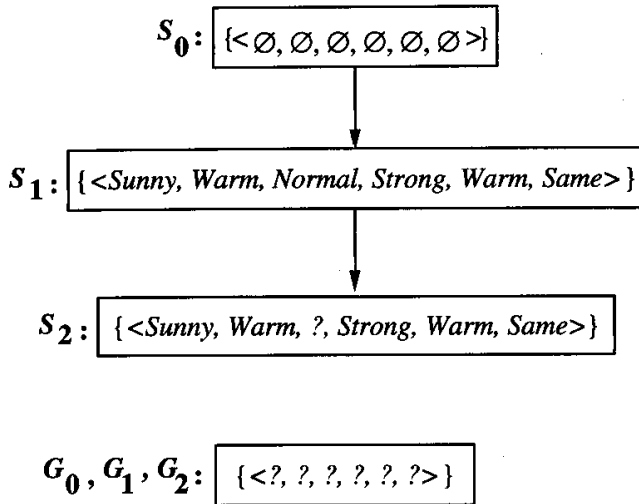 S0: {<∅, ∅, ∅, ∅, ∅, ∅>}
S1: {<Sunny, Warm, Normal, Strong, Warm, Same>}
S2: {<Sunny, Warm, ?, Strong, Warm, Same>}
G0, G1, G2: {<?, ?, ?, ?, ?, ?>}